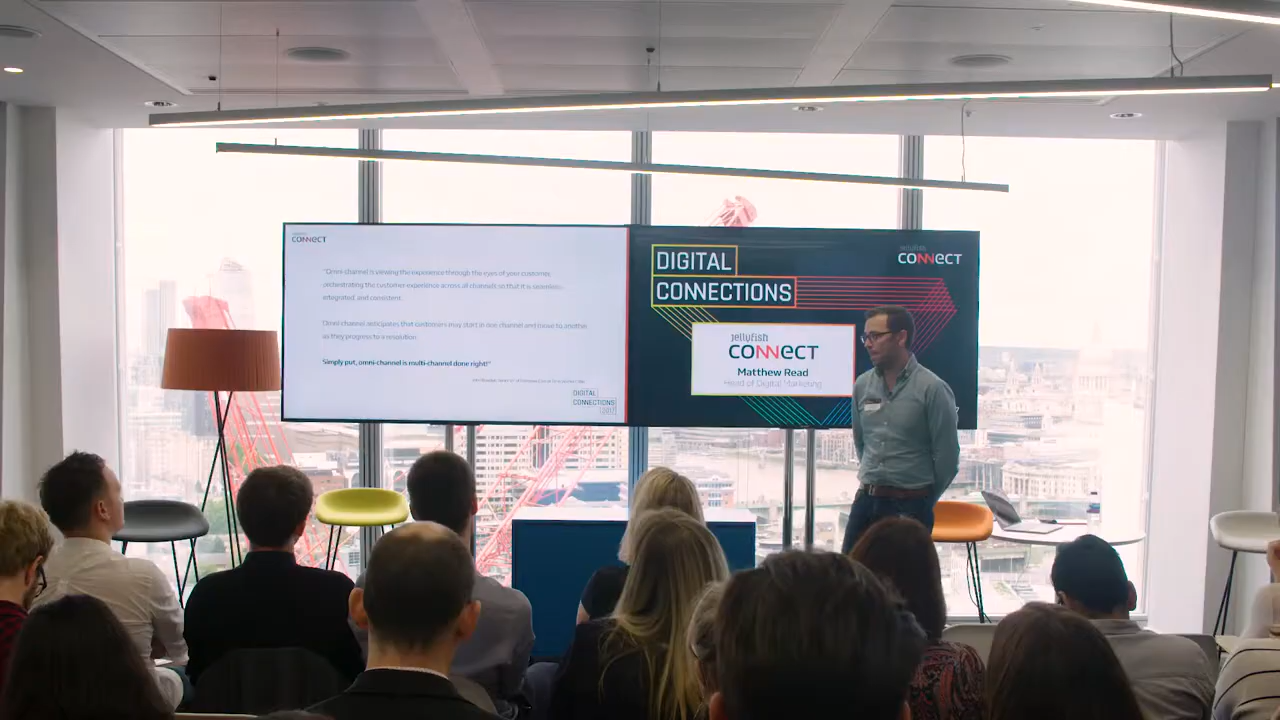 CONNECT
"Omni-channel is viewing the experience through the eyes of your customer,
orchestrating the customer experience across all channels so that it is seamless,
integrated, and consistent.
Omni channel anticipates that customers may start in one channel and move to another
as they progress to a resolution.
Simply put, omni-channel is multi-channel done right!"
DIGITAL
CONNECTIONS
2017
DIGITAL
CONNECTIONS
jellyfish
CONNECT
jellyfish
CONNECT
Matthew Read
Head of Digital Marketing